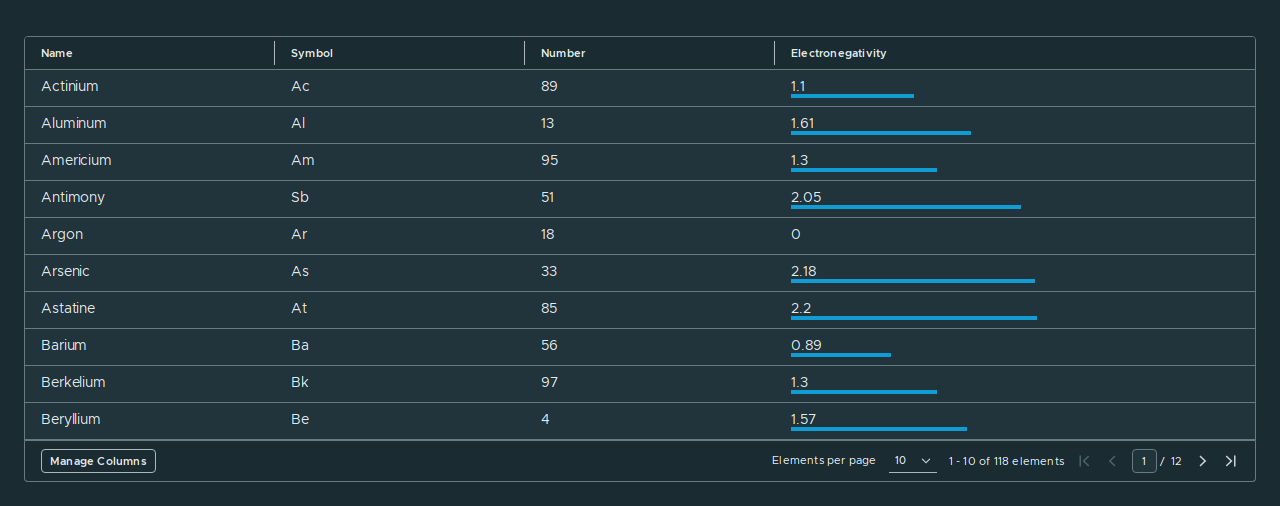 Name Symbol Number Electronegativity
Actinium Ac 89 1.1
Aluminum Al 13 1.61
Americium Am 95 1.3
Antimony Sb 51 2.05
Argon Ar 18 0
Arsenic As 33 2.18
Astatine At 85 2.2
Barium Ba 56 0.89
Berkelium Bk 97 1.3
Beryllium Be 4 1.57
Manage Columns Elements per page 10 1 - 10 of 118 elements 1 / 12